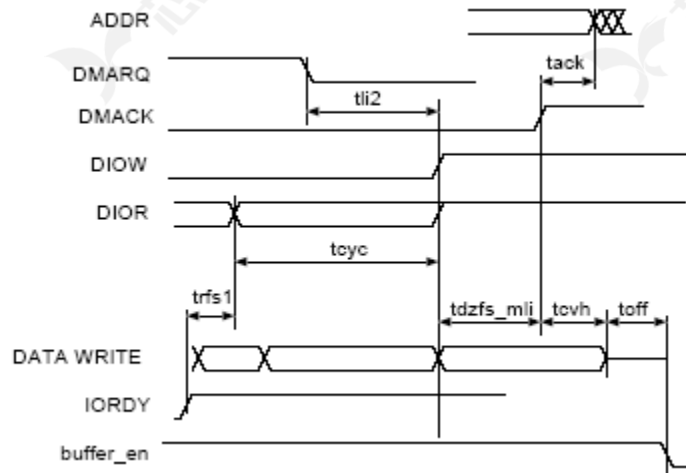 ADDR
DMARQ
tack
tli2
DMACK
DIOW
DIOR
tcyc
trfs1
tdzfs_mli
tcvh
toff
DATA WRITE
IORDY
buffer_en